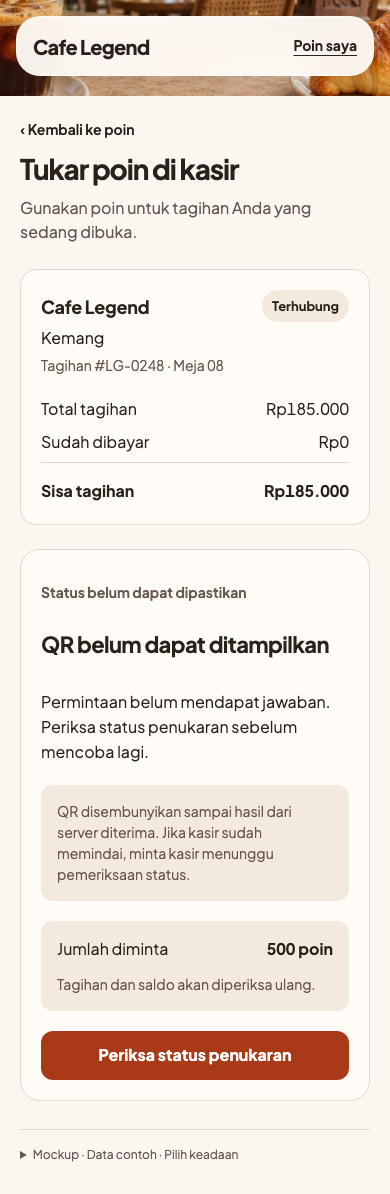 Cafe Legend
Poin saya
‹ Kembali ke poin
Tukar poin di kasir
Gunakan poin untuk tagihan Anda yang
sedang dibuka.
Cafe Legend
Terhubung
Kemang
Tagihan #LG-0248 · Meja 08
Total tagihan Rp185.000
Sudah dibayar Rp0
Sisa tagihan Rp185.000
Status belum dapat dipastikan
QR belum dapat ditampilkan
Permintaan belum mendapat jawaban.
Periksa status penukaran sebelum
mencoba lagi.
QR disembunyikan sampai hasil dari
server diterima. Jika kasir sudah
memindai, minta kasir menunggu
pemeriksaan status.
Jumlah diminta 500 poin
Tagihan dan saldo akan diperiksa ulang.
Periksa status penukaran
▶ Mockup · Data contoh · Pilih keadaan